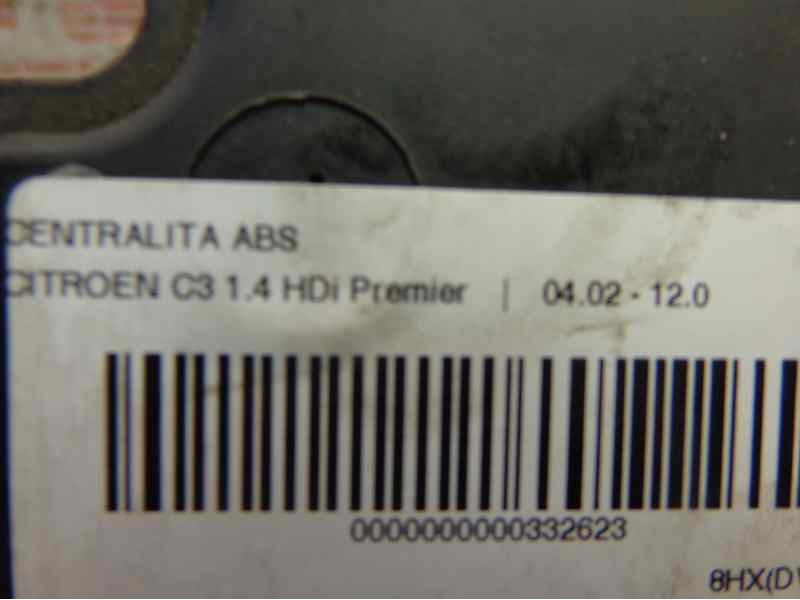 CENTRALITA ABS
CITROEN C3 1.4 HDi Premier | 04.02 - 12.0
0000000000332623
8HX(D